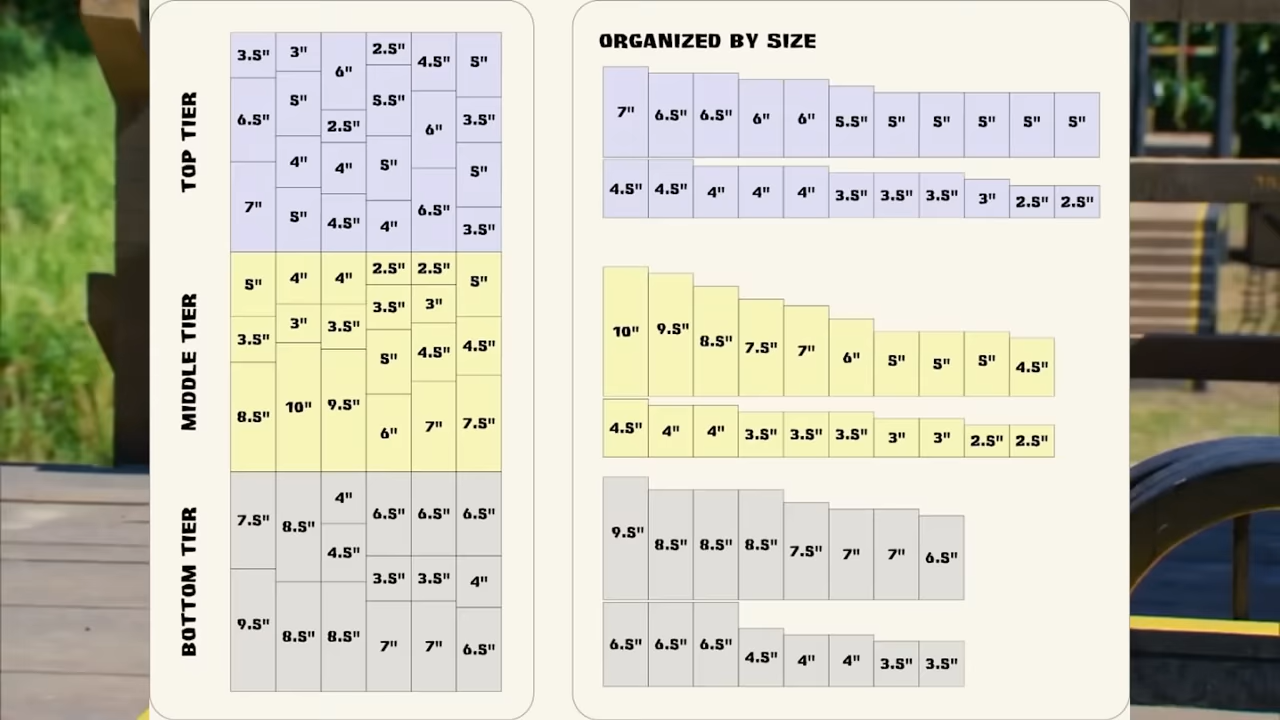 TOP TIER
3.5" 3" 6" 2.5" 4.5" 5"
6.5" 5" 2.5" 5.5" 6" 3.5"
7" 4" 4" 5" 6.5" 5"
5" 4.5" 4" 3.5"
MIDDLE TIER
5" 4" 4" 2.5" 2.5" 5"
3.5" 3" 3.5" 3.5" 3" 4.5"
8.5" 10" 9.5" 5" 4.5" 7.5"
6" 7"
BOTTOM TIER
7.5" 8.5" 4" 6.5" 6.5" 6.5"
9.5" 8.5" 4.5" 3.5" 3.5" 4"
8.5" 7" 7" 6.5"
ORGANIZED BY SIZE
7" 6.5" 6.5" 6" 6" 5.5" 5" 5" 5" 5" 5"
4.5" 4.5" 4" 4" 4" 3.5" 3.5" 3.5" 3" 2.5" 2.5"
10" 9.5" 8.5" 7.5" 7" 6" 5" 5" 5" 4.5"
4.5" 4" 4" 3.5" 3.5" 3.5" 3" 3" 2.5" 2.5"
9.5" 8.5" 8.5" 8.5" 7.5" 7" 7" 6.5"
6.5" 6.5" 6.5" 4.5" 4" 4" 3.5" 3.5"